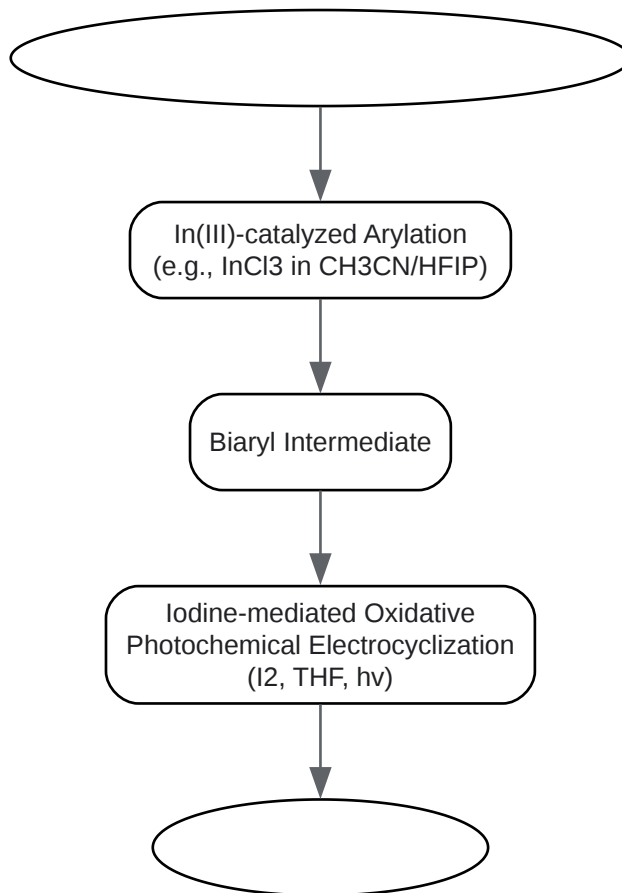 In(III)-catalyzed Arylation
(e.g., InCl3 in CH3CN/HFIP)
Biaryl Intermediate
Iodine-mediated Oxidative
Photochemical Electrocyclization
(I2, THF, hv)